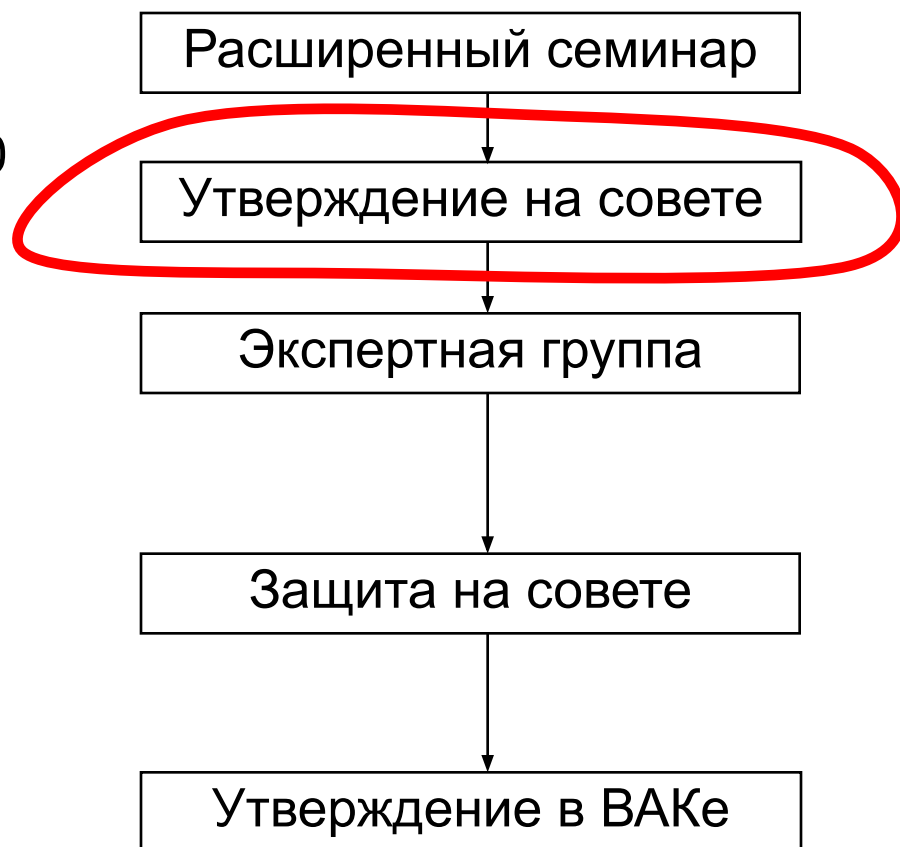 Расширенный семинар
Утверждение на совете
Экспертная группа
Защита на совете
Утверждение в ВАКе